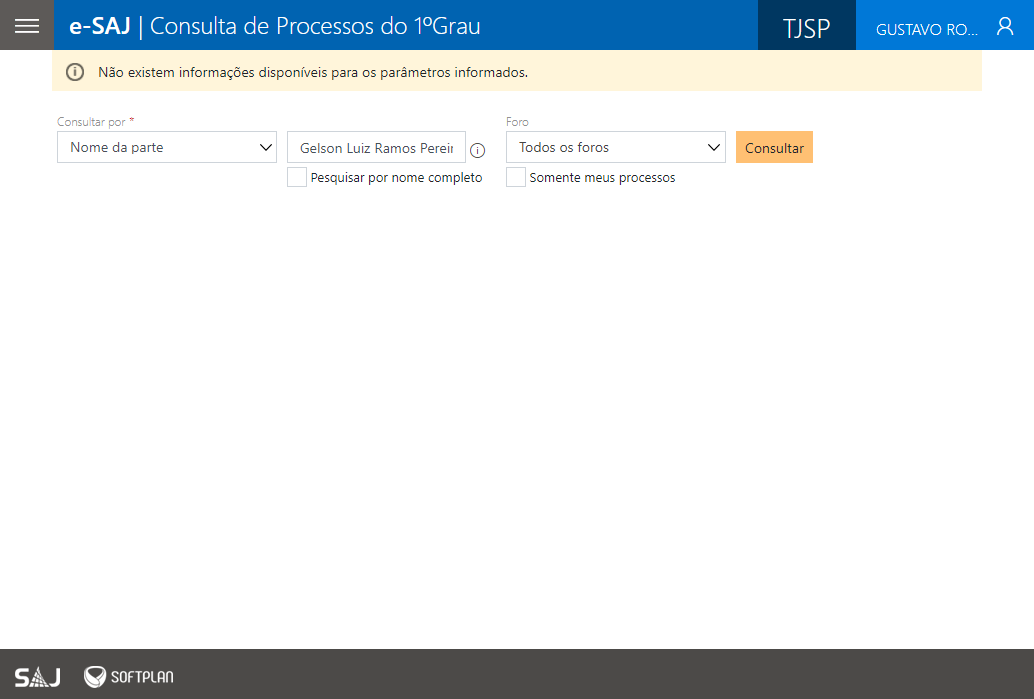 e-SAJ | Consulta de Processos do 1ºGrau
TJSP
GUSTAVO RO...
Não existem informações disponíveis para os parâmetros informados.
Consultar por *
Foro
Nome da parte
Gelson Luiz Ramos Pereir
Todos os foros
Consultar
Pesquisar por nome completo
Somente meus processos
SAJ
SOFTPLAN